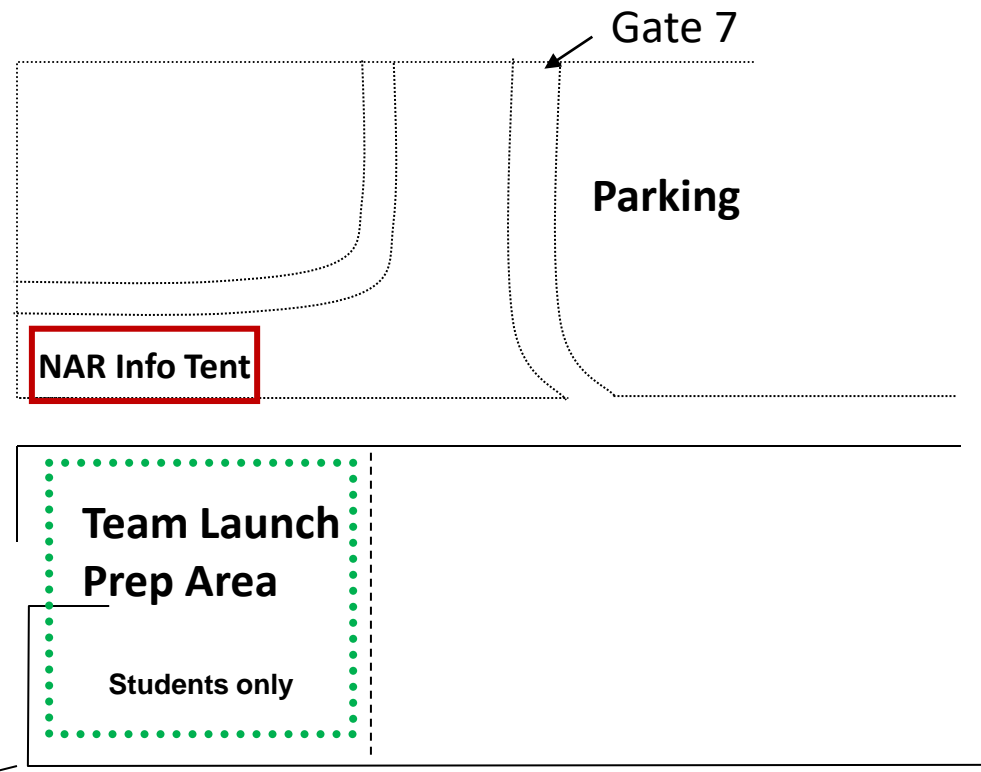 Gate 7
Parking
NAR Info Tent
Team Launch
Prep Area
Students only